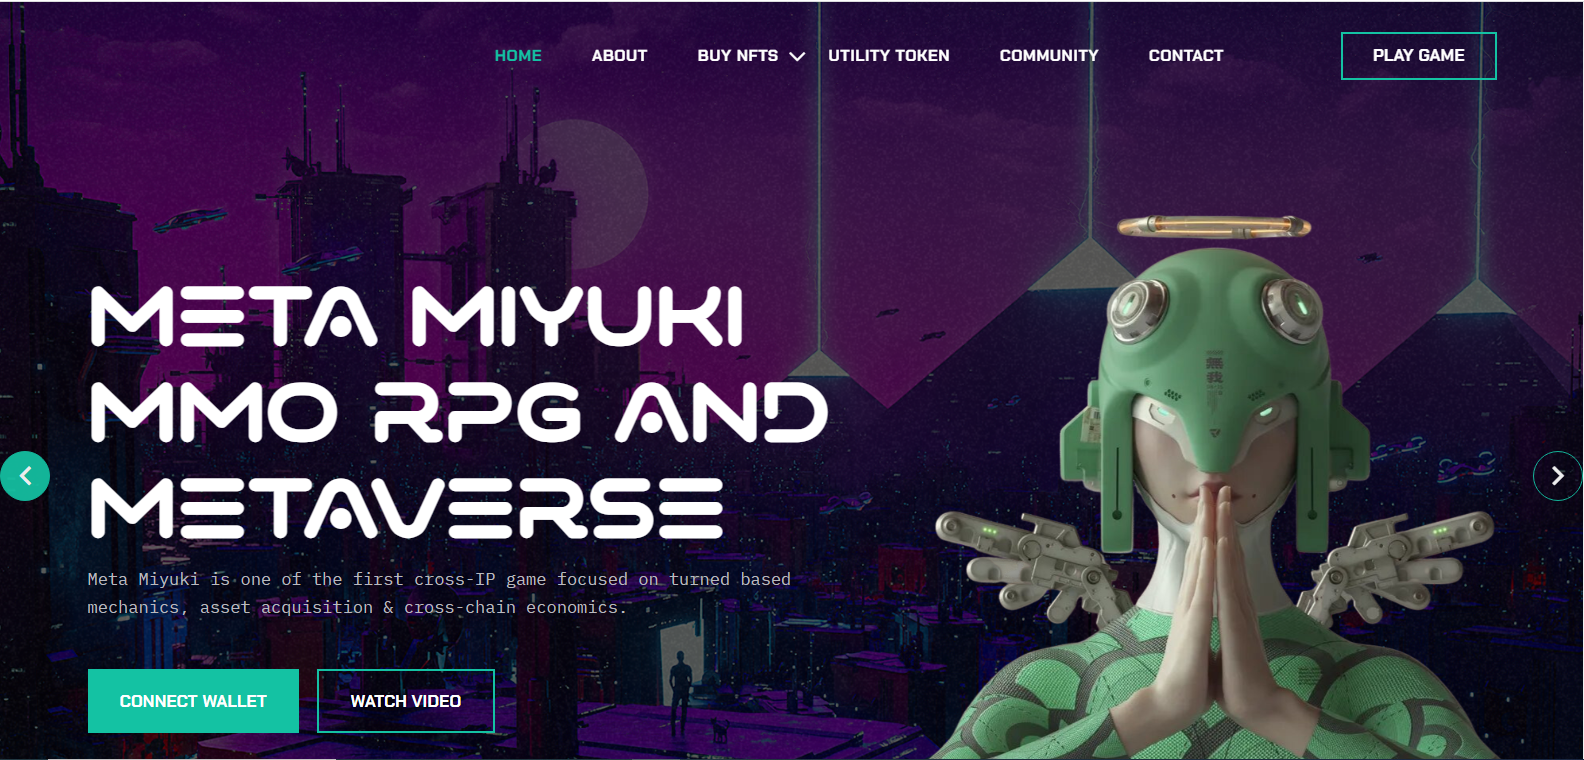 HOME ABOUT BUY NFTS UTILITY TOKEN COMMUNITY CONTACT PLAY GAME
META MIYUKI
MMO RPG AND
METAVERSE
Meta Miyuki is one of the first cross-IP game focused on turned based
mechanics, asset acquisition & cross-chain economics.
CONNECT WALLET WATCH VIDEO
無
我